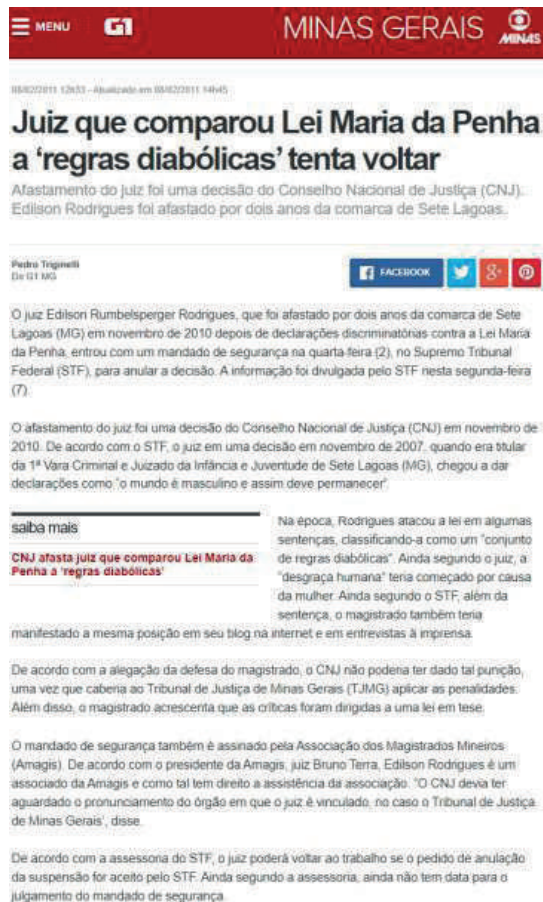 MENU G1 MINAS GERAIS MINAS
08/02/2011 12h33 - Atualizado em 08/02/2011 14h45
Juiz que comparou Lei Maria da Penha
a 'regras diabólicas' tenta voltar
Afastamento do juiz foi uma decisão do Conselho Nacional de Justiça (CNJ).
Edilson Rodrigues foi afastado por dois anos da comarca de Sete Lagoas.
Pedro Triginelli
Do G1 MG
FACEBOOK
O juiz Edilson Rumbelsperger Rodrigues, que foi afastado por dois anos da comarca de Sete
Lagoas (MG) em novembro de 2010 depois de declarações discriminatórias contra a Lei Maria
da Penha, entrou com um mandado de segurança na quarta-feira (2), no Supremo Tribunal
Federal (STF), para anular a decisão. A informação foi divulgada pelo STF nesta segunda-feira
(7).
O afastamento do juiz foi uma decisão do Conselho Nacional de Justiça (CNJ) em novembro de
2010. De acordo com o STF, o juiz em uma decisão em novembro de 2007, quando era titular
da 1ª Vara Criminal e Juizado da Infância e Juventude de Sete Lagoas (MG), chegou a dar
declarações como "o mundo é masculino e assim deve permanecer".
saiba mais
CNJ afasta juiz que comparou Lei Maria da
Penha a 'regras diabólicas'
Na época, Rodrigues atacou a lei em algumas
sentenças, classificando-a como um "conjunto
de regras diabólicas". Ainda segundo o juiz, a
"desgraça humana" teria começado por causa
da mulher. Ainda segundo o STF, além da
sentença, o magistrado também teria
manifestado a mesma posição em seu blog na internet e em entrevistas à imprensa.
De acordo com a alegação da defesa do magistrado, o CNJ não poderia ter dado tal punição,
uma vez que caberia ao Tribunal de Justiça de Minas Gerais (TJMG) aplicar as penalidades.
Além disso, o magistrado acrescenta que as críticas foram dirigidas a uma lei em tese.
O mandado de segurança também é assinado pela Associação dos Magistrados Mineiros
(Amagis). De acordo com o presidente da Amagis, juiz Bruno Terra, Edilson Rodrigues é um
associado da Amagis e como tal tem direito a assistência da associação. "O CNJ devia ter
aguardado o pronunciamento do órgão em que o juiz é vinculado, no caso o Tribunal de Justiça
de Minas Gerais", disse.
De acordo com a assessoria do STF, o juiz poderá voltar ao trabalho se o pedido de anulação
da suspensão for aceito pelo STF. Ainda segundo a assessoria, ainda não tem data para o
julgamento do mandado de segurança.